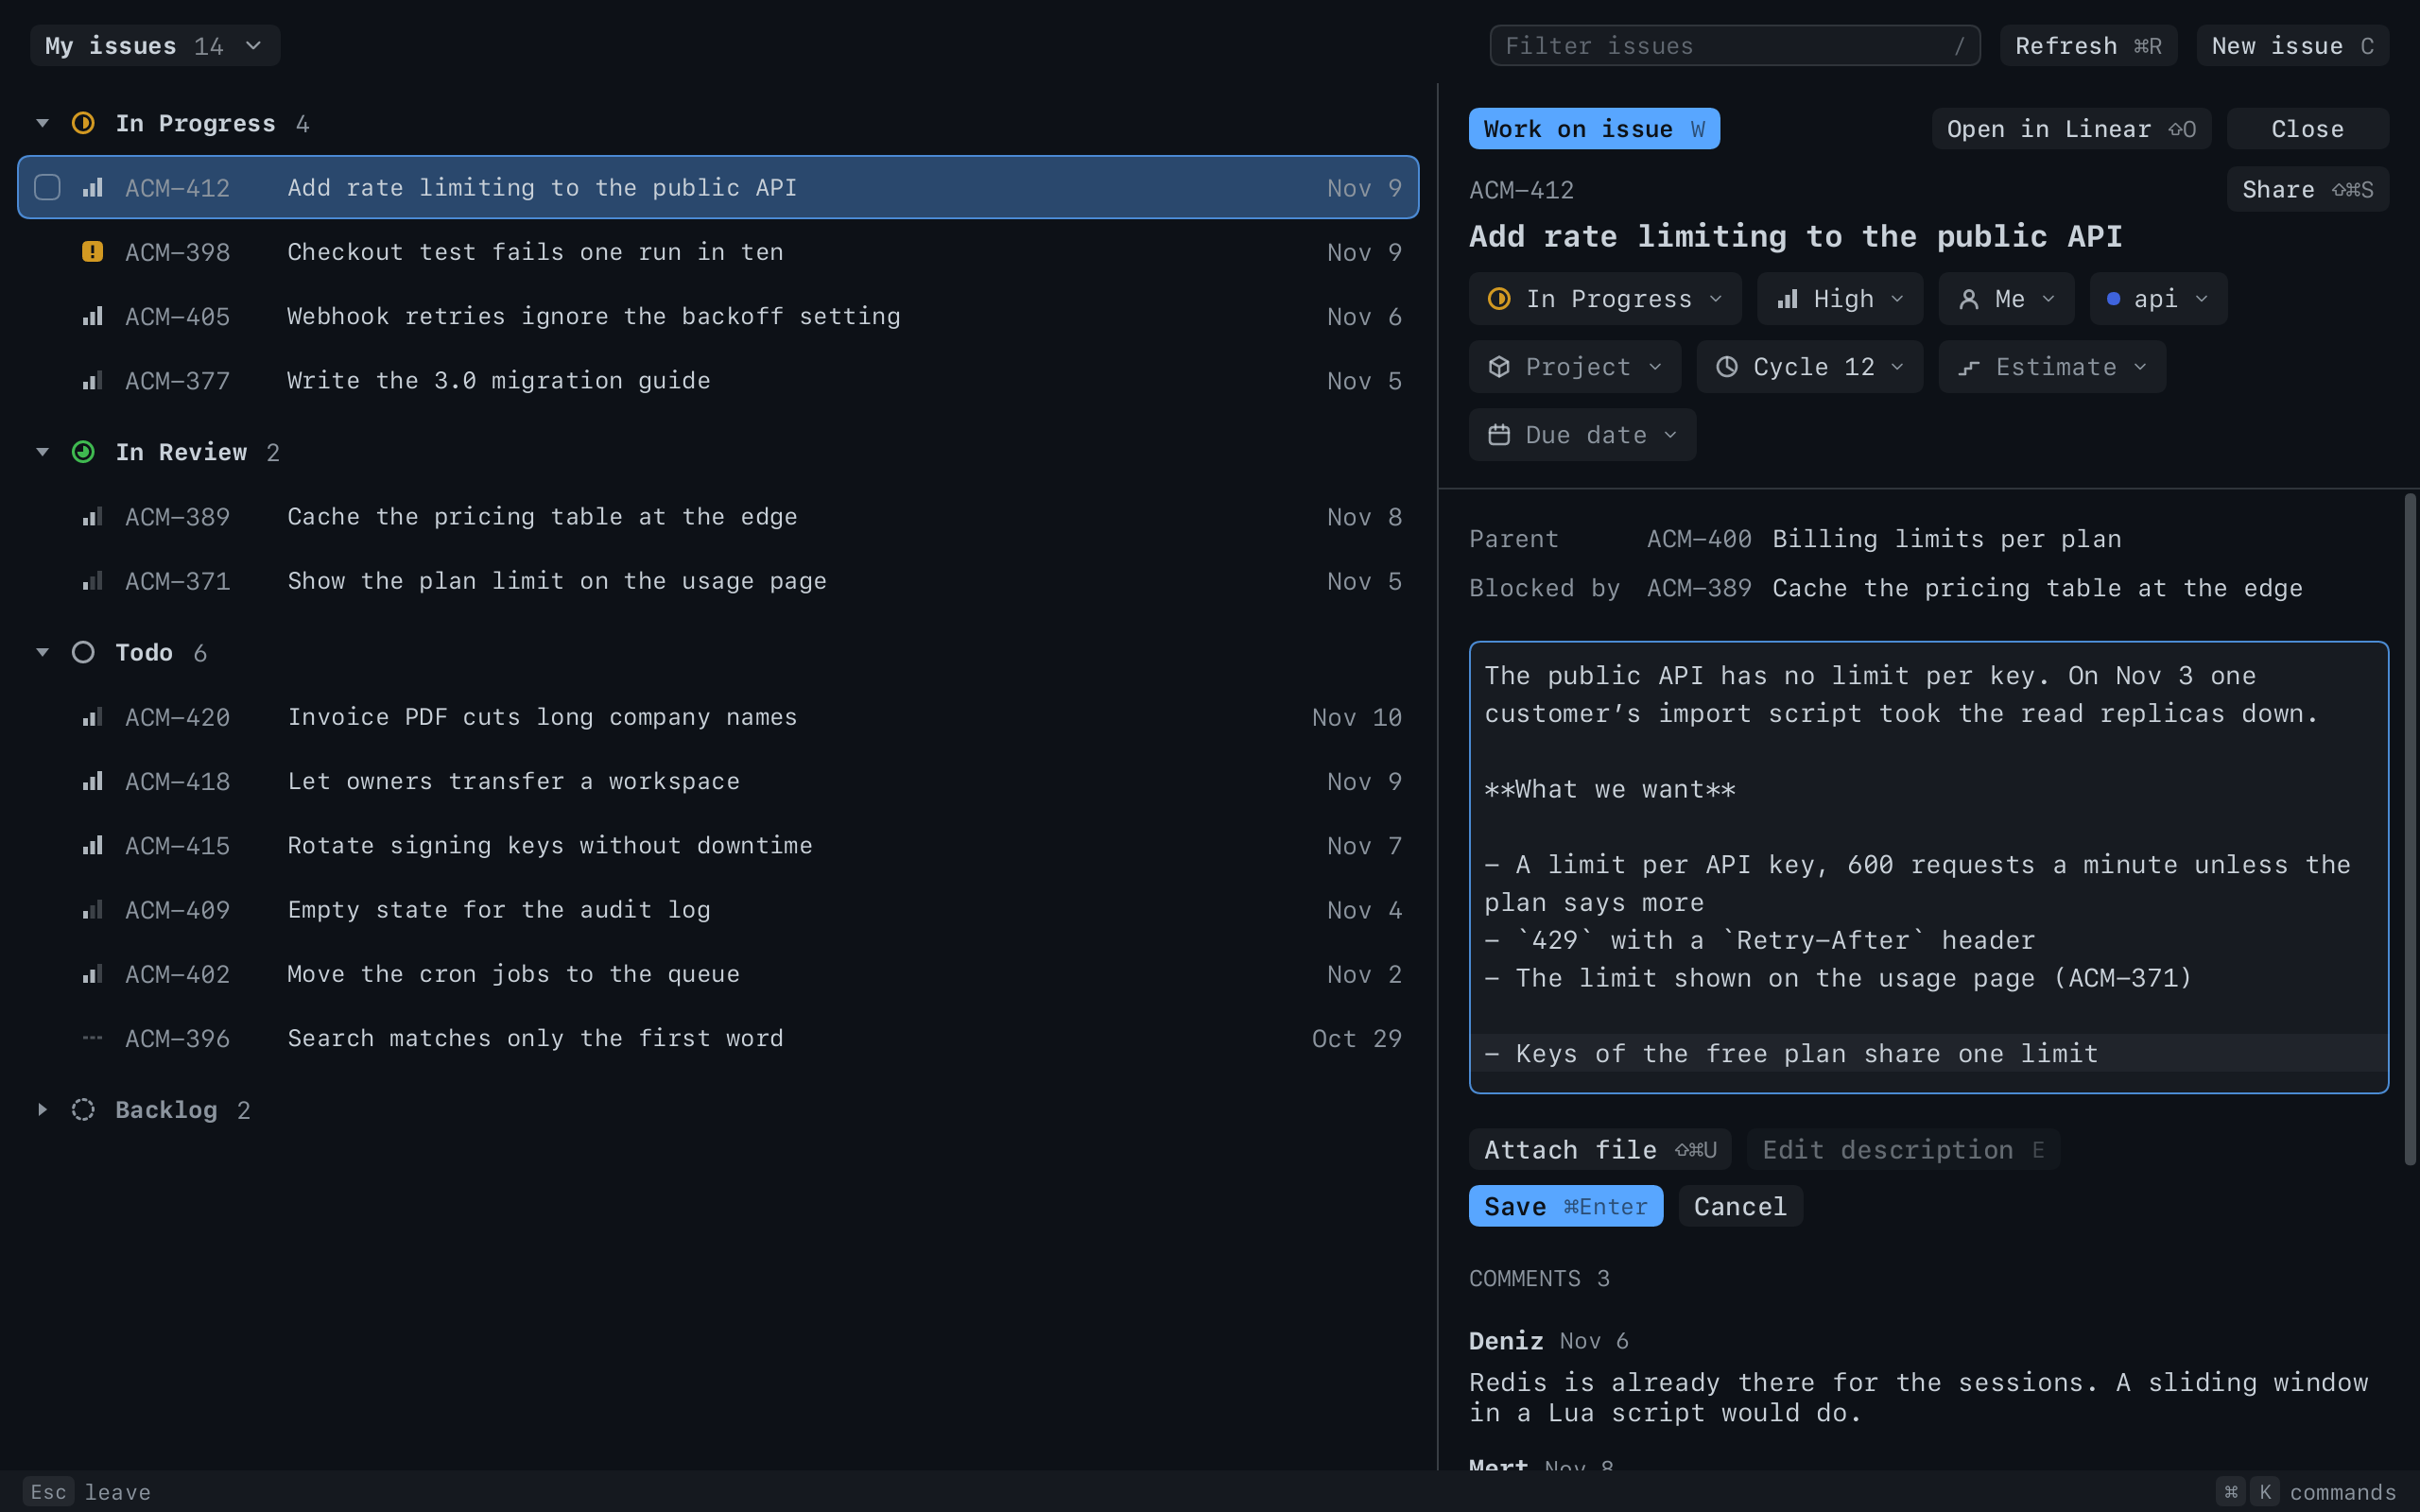 My issues 14
Filter issues /
Refresh ⌘R
New issue C
In Progress 4
ACM-412 Add rate limiting to the public API Nov 9
ACM-398 Checkout test fails one run in ten Nov 9
ACM-405 Webhook retries ignore the backoff setting Nov 6
ACM-377 Write the 3.0 migration guide Nov 5
In Review 2
ACM-389 Cache the pricing table at the edge Nov 8
ACM-371 Show the plan limit on the usage page Nov 5
Todo 6
ACM-420 Invoice PDF cuts long company names Nov 10
ACM-418 Let owners transfer a workspace Nov 9
ACM-415 Rotate signing keys without downtime Nov 7
ACM-409 Empty state for the audit log Nov 4
ACM-402 Move the cron jobs to the queue Nov 2
ACM-396 Search matches only the first word Oct 29
Backlog 2
Work on issue W
Open in Linear ⇧O
Close
ACM-412
Share ⇧⌘S
Add rate limiting to the public API
In Progress
High
Me
api
Project
Cycle 12
Estimate
Due date
Parent ACM-400 Billing limits per plan
Blocked by ACM-389 Cache the pricing table at the edge
The public API has no limit per key. On Nov 3 one
customer’s import script took the read replicas down.
**What we want**
- A limit per API key, 600 requests a minute unless the
plan says more
- `429` with a `Retry-After` header
- The limit shown on the usage page (ACM-371)
- Keys of the free plan share one limit
Attach file ⇧⌘U
Edit description E
Save ⌘Enter
Cancel
COMMENTS 3
Deniz Nov 6
Redis is already there for the sessions. A sliding window
in a Lua script would do.
Mert Nov 8
Esc leave
⌘ K commands